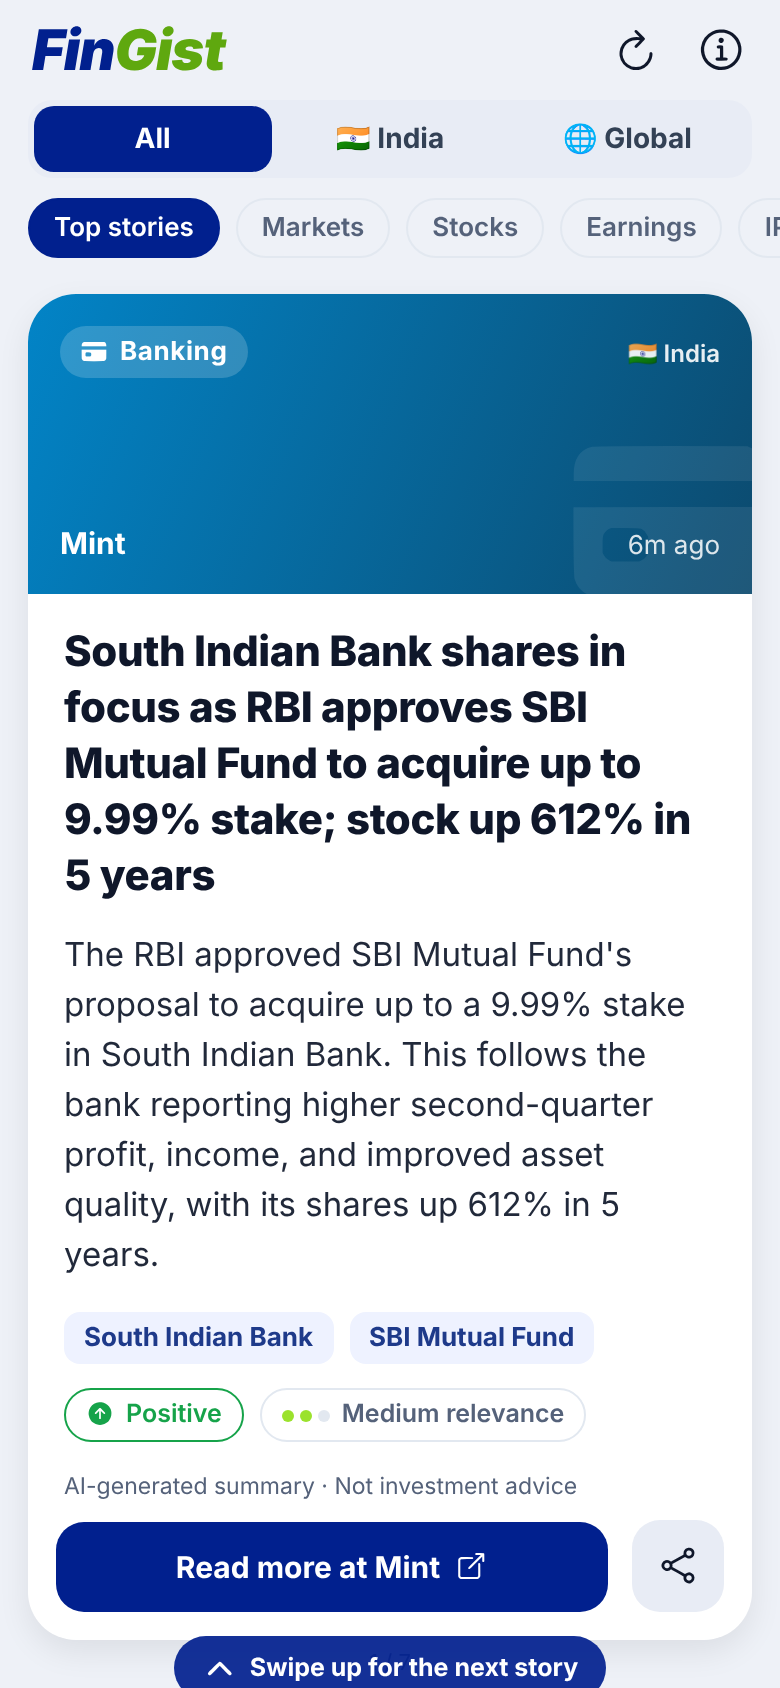 FinGist
All
India
Global
Top stories
Markets
Stocks
Earnings
Banking
India
Mint
6m ago
South Indian Bank shares in
focus as RBI approves SBI
Mutual Fund to acquire up to
9.99% stake; stock up 612% in
5 years
The RBI approved SBI Mutual Fund's
proposal to acquire up to a 9.99% stake
in South Indian Bank. This follows the
bank reporting higher second-quarter
profit, income, and improved asset
quality, with its shares up 612% in 5
years.
South Indian Bank
SBI Mutual Fund
Positive
Medium relevance
AI-generated summary · Not investment advice
Read more at Mint
Swipe up for the next story